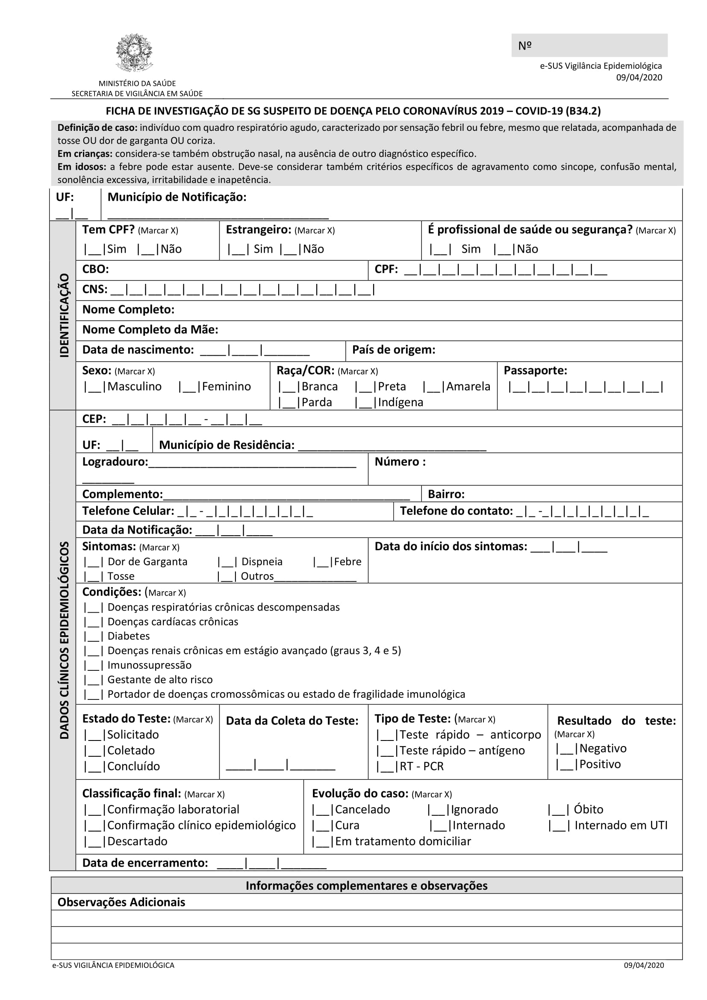 Nº
e-SUS Vigilância Epidemiológica
09/04/2020
MINISTÉRIO DA SAÚDE
SECRETARIA DE VIGILÂNCIA EM SAÚDE
FICHA DE INVESTIGAÇÃO DE SG SUSPEITO DE DOENÇA PELO CORONAVÍRUS 2019 – COVID-19 (B34.2)
Definição de caso: indivíduo com quadro respiratório agudo, caracterizado por sensação febril ou febre, mesmo que relatada, acompanhada de
tosse OU dor de garganta OU coriza.
Em crianças: considera-se também obstrução nasal, na ausência de outro diagnóstico específico.
Em idosos: a febre pode estar ausente. Deve-se considerar também critérios específicos de agravamento como sincope, confusão mental,
sonolência excessiva, irritabilidade e inapetência.
UF: Município de Notificação:
__|__ __________________________________
IDENTIFICAÇÃO
Tem CPF? (Marcar X) Estrangeiro: (Marcar X) É profissional de saúde ou segurança? (Marcar X)
|__|Sim |__|Não |__| Sim |__|Não |__| Sim |__|Não
CBO: CPF: __|__|__|__|__|__|__|__|__|__|__
CNS: __|__|__|__|__|__|__|__|__|__|__|__|__|__|
Nome Completo:
Nome Completo da Mãe:
Data de nascimento: ____|____|_______ País de origem:
Sexo: (Marcar X) Raça/COR: (Marcar X) Passaporte:
|__|Masculino |__|Feminino |__|Branca |__|Preta |__|Amarela |__|__|__|__|__|__|__|__|
|__|Parda |__|Indígena
DADOS CLÍNICOS EPIDEMIOLÓGICOS
CEP: __|__|__|__|__ - __|__|__
UF: __|__ Município de Residência: _____________________________
Logradouro:________________________________ Número :
________
Complemento:______________________________________ Bairro:
Telefone Celular: _|_ - _|_|_|_|_|_|_|_|_ Telefone do contato: _|_ -_|_|_|_|_|_|_|_|_
Data da Notificação: ___|___|____
Sintomas: (Marcar X) Data do início dos sintomas: ___|___|____
|__| Dor de Garganta |__| Dispneia |__|Febre
|__| Tosse |__| Outros______________
Condições: (Marcar X)
|__| Doenças respiratórias crônicas descompensadas
|__| Doenças cardíacas crônicas
|__| Diabetes
|__| Doenças renais crônicas em estágio avançado (graus 3, 4 e 5)
|__| Imunossupressão
|__| Gestante de alto risco
|__| Portador de doenças cromossômicas ou estado de fragilidade imunológica
Estado do Teste: (Marcar X)
|__|Solicitado
|__|Coletado
|__|Concluído
Data da Coleta do Teste:
____|____|_______
Tipo de Teste: (Marcar X)
|__|Teste rápido – anticorpo
|__|Teste rápido – antígeno
|__|RT - PCR
Resultado do teste:
(Marcar X)
|__|Negativo
|__|Positivo
Classificação final: (Marcar X)
|__|Confirmação laboratorial
|__|Confirmação clínico epidemiológico
|__|Descartado
Evolução do caso: (Marcar X)
|__|Cancelado |__|Ignorado |__| Óbito
|__|Cura |__|Internado |__| Internado em UTI
|__|Em tratamento domiciliar
Data de encerramento: ____|____|_______
Informações complementares e observações
Observações Adicionais
e-SUS VIGILÂNCIA EPIDEMIOLÓGICA 09/04/2020